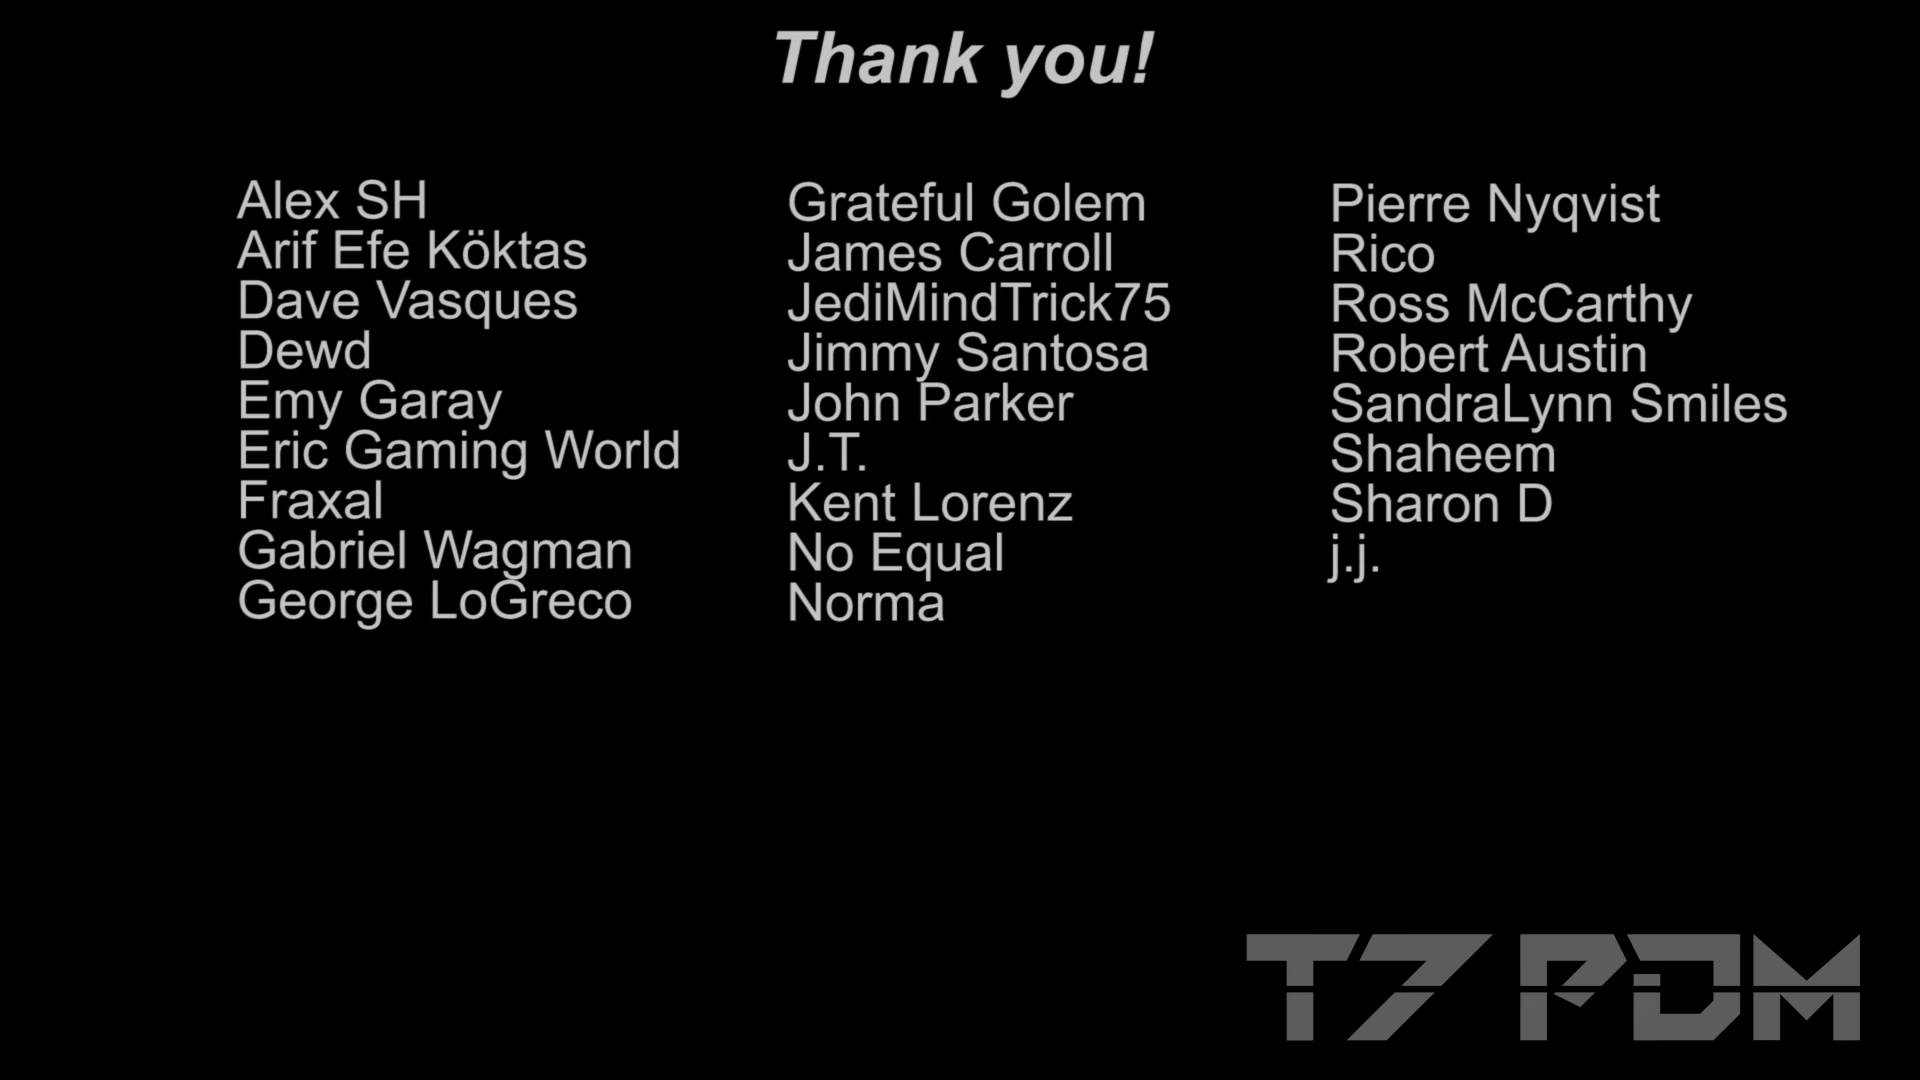 Thank you!
Alex SH
Arif Efe Köktas
Dave Vasques
Dewd
Emy Garay
Eric Gaming World
Fraxal
Gabriel Wagman
George LoGreco
Grateful Golem
James Carroll
JediMindTrick75
Jimmy Santosa
John Parker
J.T.
Kent Lorenz
No Equal
Norma
Pierre Nyqvist
Rico
Ross McCarthy
Robert Austin
SandraLynn Smiles
Shaheem
Sharon D
j.j.
T7 PDM